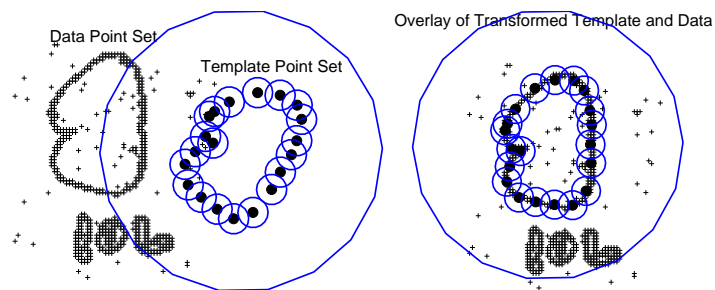 Overlay of Transformed Template and Data
Data Point Set
Template Point Set